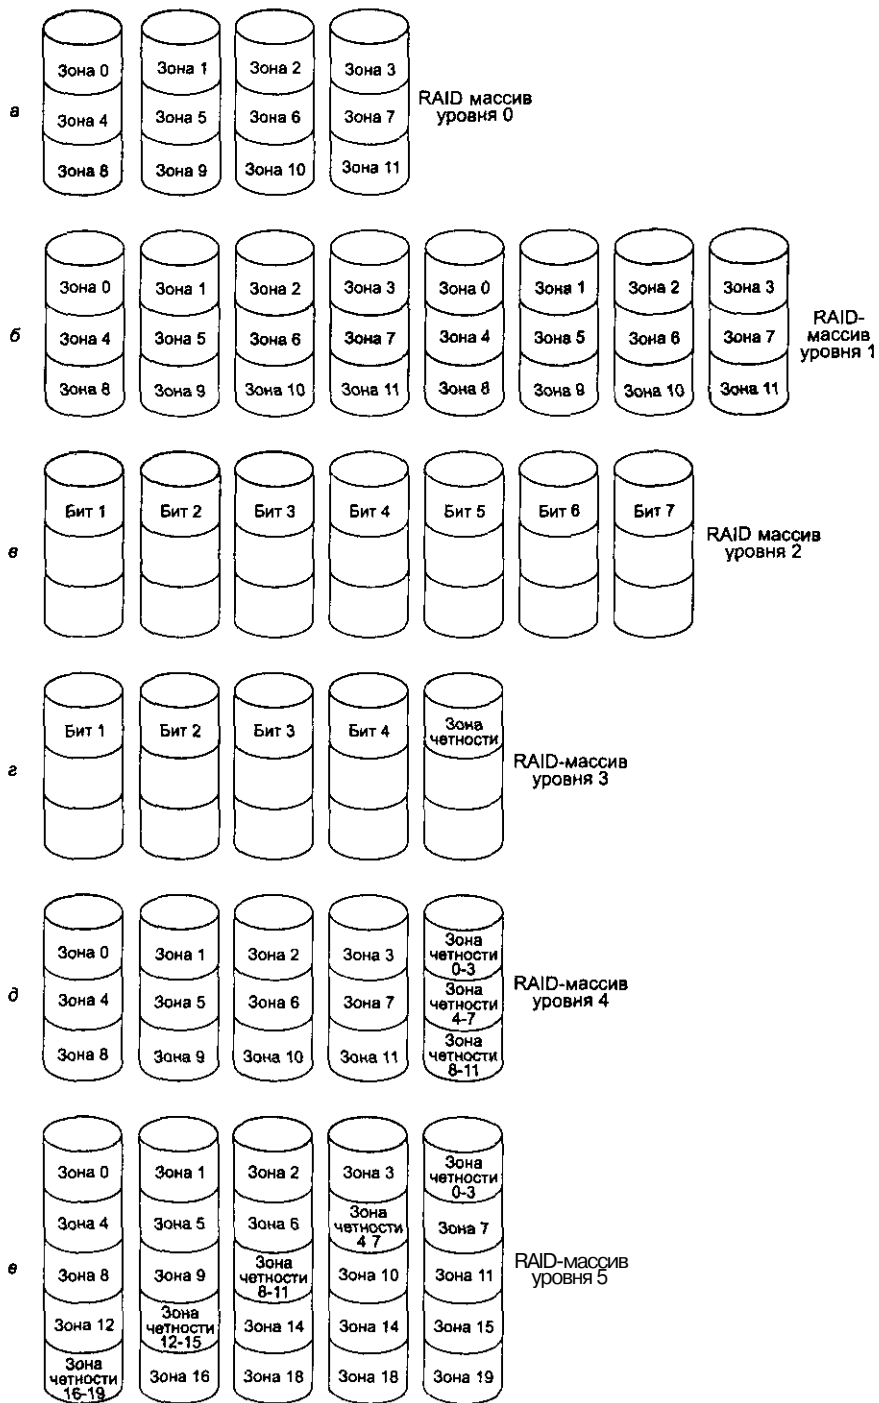 Зона 0 Зона 1 Зона 2 Зона 3
RAID массив
уровня 0
а
Зона 4 Зона 5 Зона 6 Зона 7
Зона 8 Зона 9 Зона 10 Зона 11
Зона 0 Зона 1 Зона 2 Зона 3 Зона 0 Зона 1 Зона 2 Зона 3
б
Зона 4 Зона 5 Зона 6 Зона 7 Зона 4 Зона 5 Зона 6 Зона 7
RAID-
массив
уровня 1
Зона 8 Зона 9 Зона 10 Зона 11 Зона 8 Зона 9 Зона 10 Зона 11
Бит 1 Бит 2 Бит 3 Бит 4 Бит 5 Бит 6 Бит 7
в
RAID массив
уровня 2
Бит 1 Бит 2 Бит 3 Бит 4
Зона
четности
г
RAID-массив
уровня 3
Зона 0 Зона 1 Зона 2 Зона 3
Зона
четности
0-3
д
Зона 4 Зона 5 Зона 6 Зона 7
Зона
четности
4-7
RAID-массив
уровня 4
Зона 8 Зона 9 Зона 10 Зона 11
Зона
четности
8-11
Зона 0 Зона 1 Зона 2 Зона 3
Зона
четности
0-3
Зона 4 Зона 5 Зона 6
Зона
четности
4 7
Зона 7
е
Зона 8 Зона 9
Зона
четности
8-11
Зона 10 Зона 11
RAID-массив
уровня 5
Зона 12
Зона
четности
12-15
Зона 14 Зона 14 Зона 15
Зона
четности
16-19
Зона 16 Зона 18 Зона 18 Зона 19